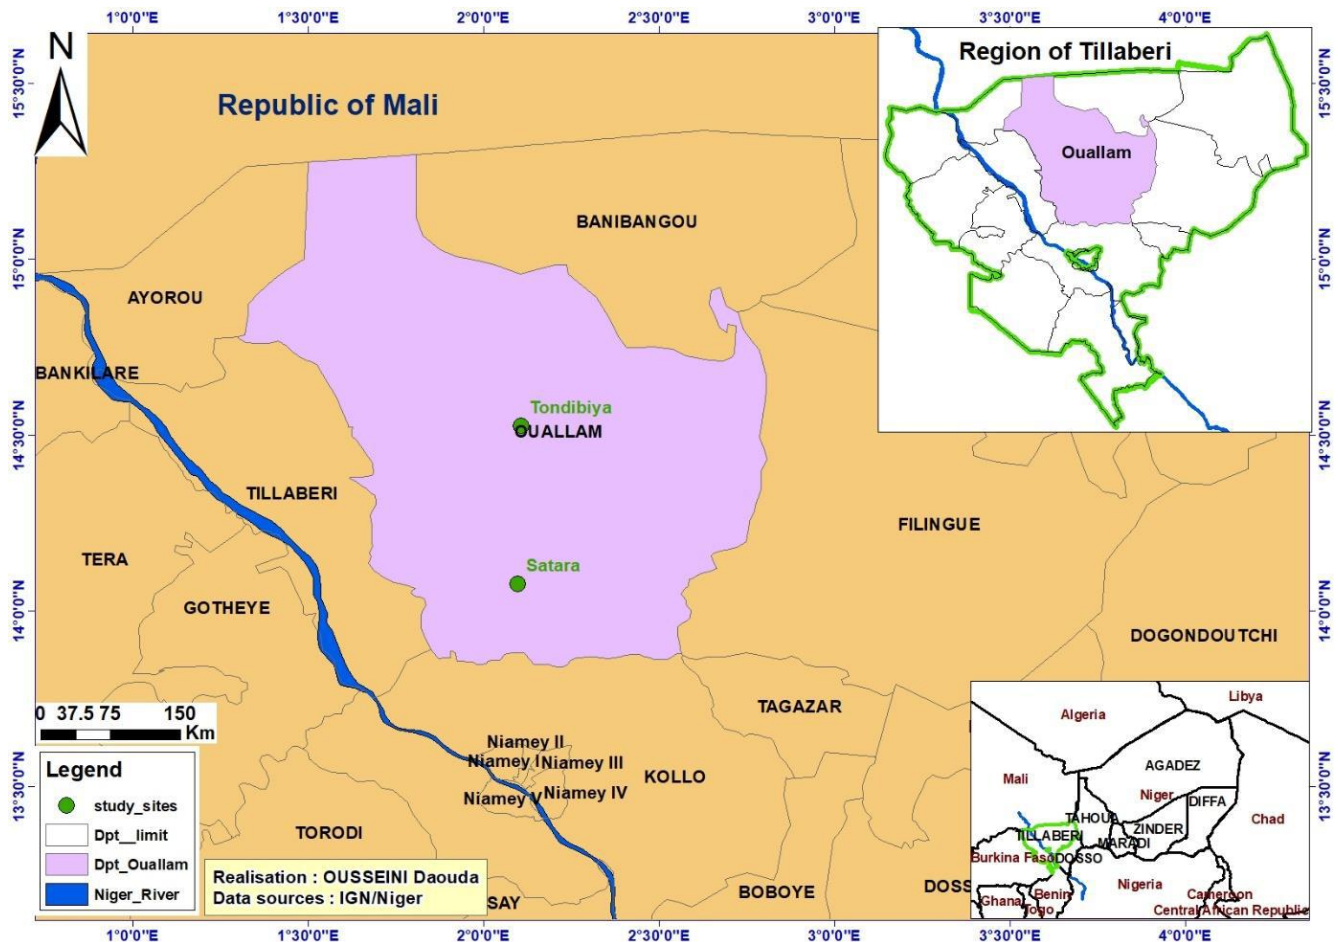 1°0'0"E 1°30'0"E 2°0'0"E 2°30'0"E 3°0'0"E 3°30'0"E 4°0'0"E
N
Republic of Mali
Region of Tillaberi
Ouallam
15°30'0"N
15°30'0"N
BANIBANGOU
15°0'0"N
15°0'0"N
AYOROU
BANKILARE
Tondibiya
OUALLAM
14°30'0"N
14°30'0"N
TILLABERI
FILINGUE
TERA
Satara
GOTHEYE
14°0'0"N
14°0'0"N
DOGONDOUTCHI
TAGAZAR
0 37.5 75 150
Km
Niamey II
Niamey I
Niamey III
KOLLO
Niamey V
Niamey IV
13°30'0"N
13°30'0"N
TORODI
SAY
BOBOYE
DOSS
Legend
study_sites
Dpt__limit
Dpt_Ouallam
Niger_River
Realisation : OUSSEINI Daouda
Data sources : IGN/Niger
Libya
Algeria
Mali
AGADEZ
Niger
DIFFA
TAHOUA
ZINDER
Chad
TILLABERI
MARADI
Burkina Faso
DOSSO
Nigeria
Benin
Ghana
Togo
Cameroon
Central African Republic
1°0'0"E 1°30'0"E 2°0'0"E 2°30'0"E 3°0'0"E 3°30'0"E 4°0'0"E